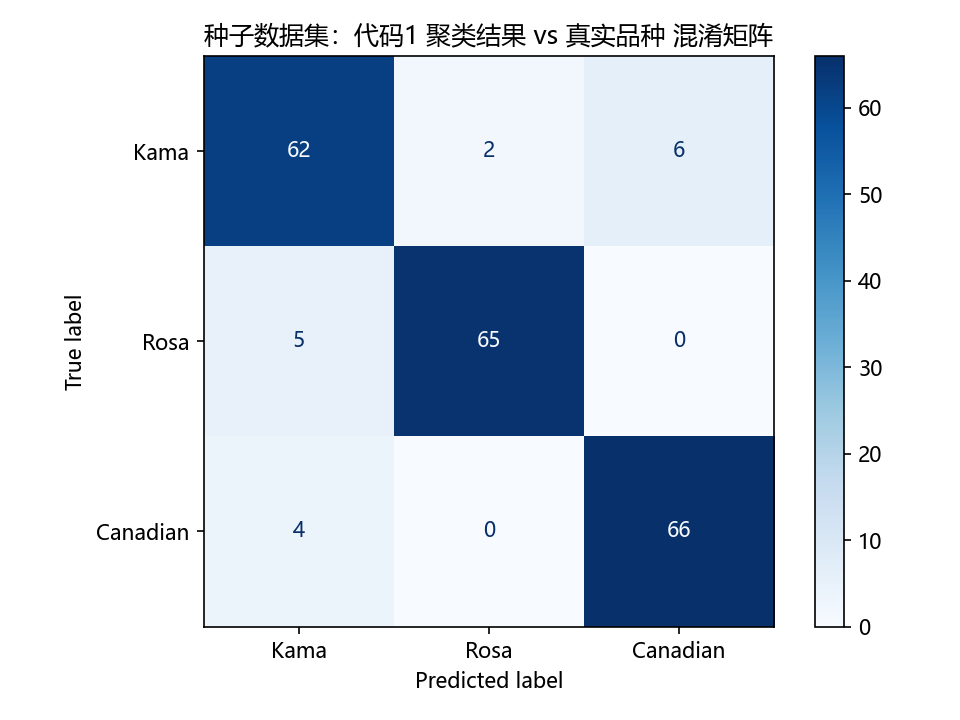 种子数据集：代码1 聚类结果 vs 真实品种 混淆矩阵
True label
Kama
62
2
6
Rosa
5
65
0
Canadian
4
0
66
Kama
Rosa
Canadian
Predicted label
60
50
40
30
20
10
0